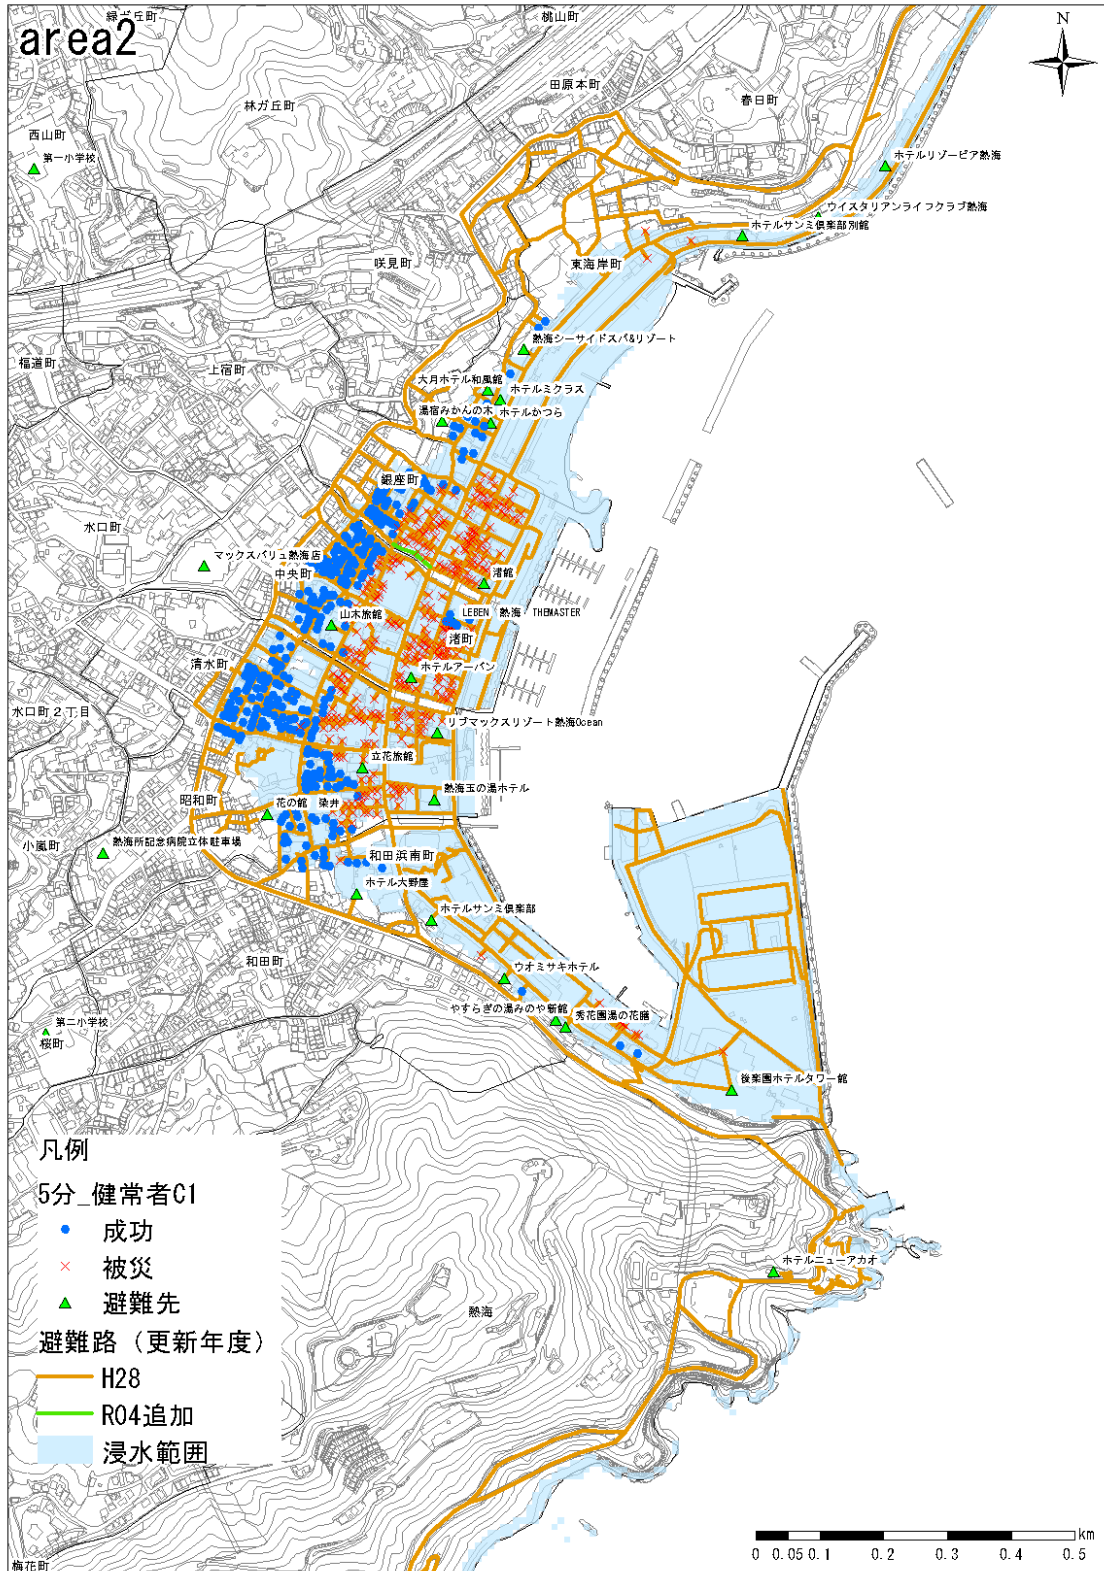 緑ガ丘町
桃山町
area2
N
田原本町
春日町
林ガ丘町
西山町
第一小学校
ホテルリゾーピア熱海
ウイスタリアンライフクラブ熱海
ホテルサンミ倶楽部別館
東海岸町
咲見町
熱海シーサイドスパ&リゾート
福道町
上宿町
大月ホテル和風館
ホテルミクラス
湯宿みかんの木
ホテルかつら
銀座町
水口町
マックスバリュ熱海店
中央町
渚館
山木旅館
LEBEN 熱海 THEMASTER
渚町
清水町
ホテルアーバン
水口町2丁目
リブマックスリゾート熱海Ocean
立花旅館
熱海玉の湯ホテル
昭和町
花の館 染井
小嵐町
熱海所記念病院立体駐車場
和田浜南町
ホテル大野屋
ホテルサンミ倶楽部
和田町
ウオミサキホテル
やすらぎの湯みのや新館
秀花園湯の花膳
第二小学校
桜町
後楽園ホテルタワー館
凡例
5分_健常者C1
成功
被災
避難先
避難路（更新年度）
H28
R04追加
浸水範囲
ホテルニューアカオ
熱海
km
0 0.05 0.1 0.2 0.3 0.4 0.5
梅花町